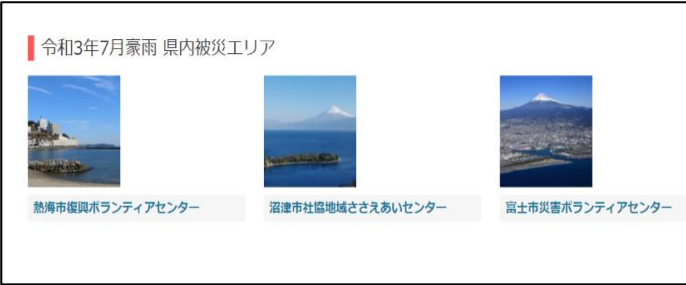 令和3年7月豪雨 県内被災エリア
熱海市復興ボランティアセンター
沼津市社協地域ささえあいセンター
富士市災害ボランティアセンター